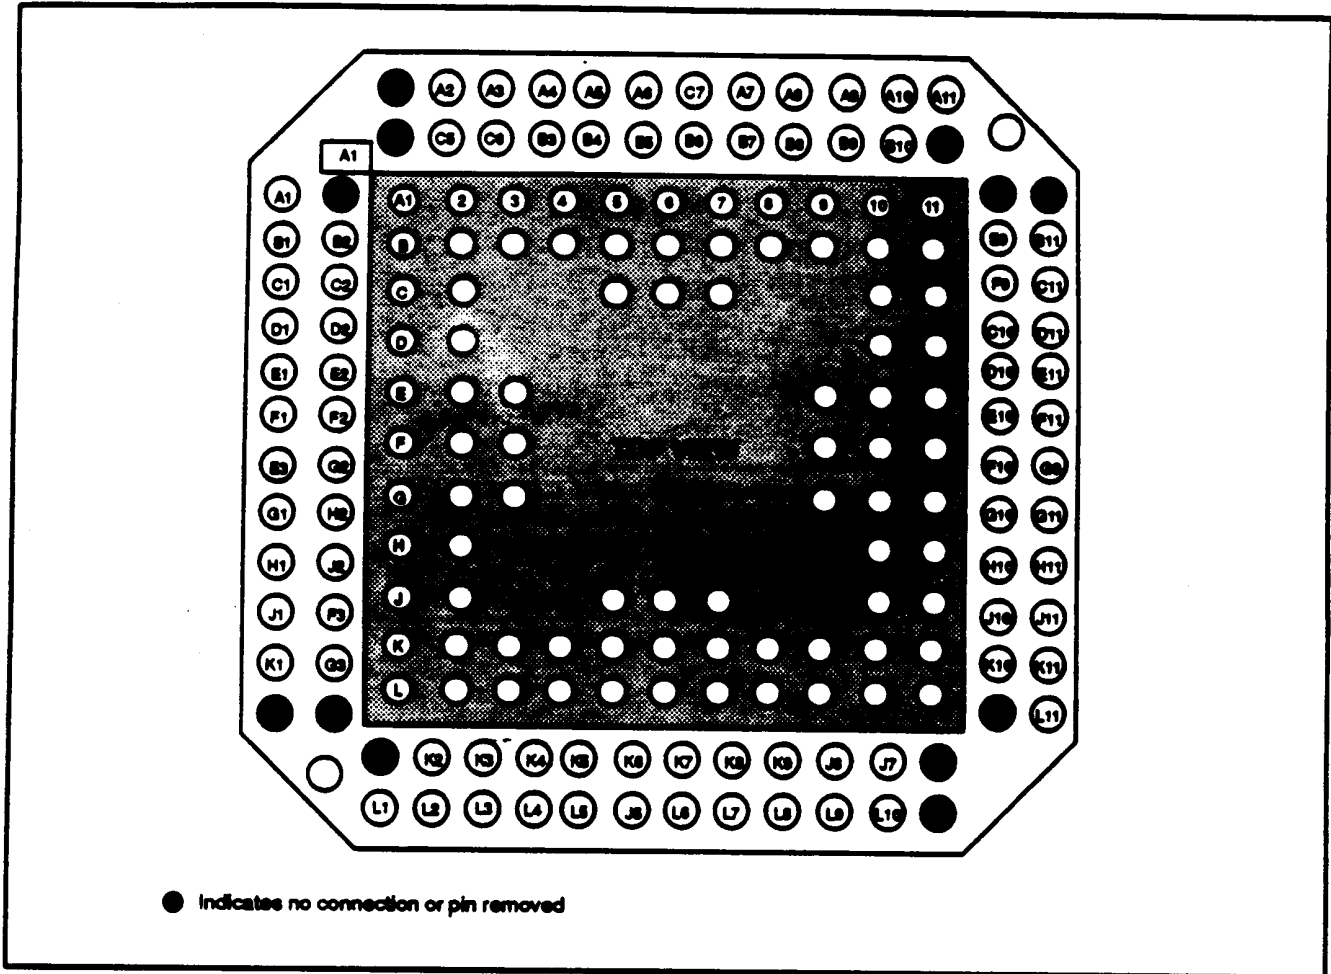 A2 A3 A4 A5 A6 C7 A7 A8 A9 A10 A11
C5 C6 B3 B4 B5 B6 B7 B8 B9 B10
A1
A1 A1 2 3 4 5 6 7 8 9 10 11
B1 B2 B E9 B11
C1 C2 C F9 C11
D1 D2 D C10 D11
E1 E2 E D10 E11
F1 F2 F E10 F11
E3 G2 G F10 G9
G1 H2 H G10 G11
H1 J2 J H10 H11
J1 F3 K J10 J11
K1 G3 L K10 K11
L11
K2 K3 K4 K5 K6 K7 K8 K9 J6 J7
L1 L2 L3 L4 L5 J5 L6 L7 L8 L9 L10
Indicates no connection or pin removed